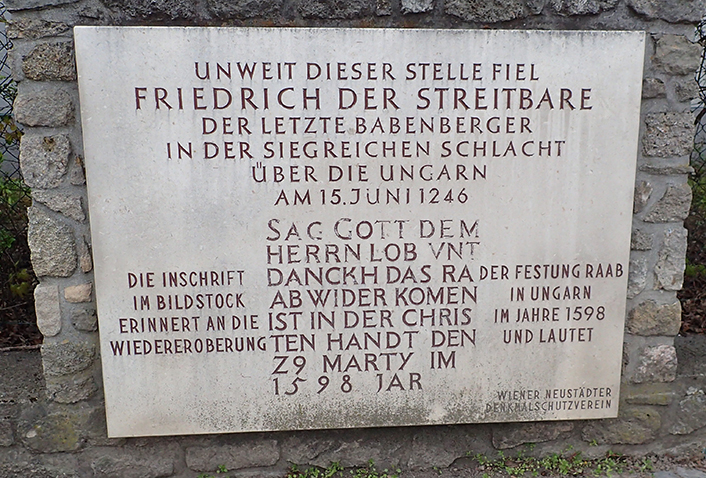 UNWEIT DIESER STELLE FIEL
FRIEDRICH DER STREITBARE
DER LETZTE BABENBERGER
IN DER SIEGREICHEN SCHLACHT
ÜBER DIE UNGARN
AM 15. JUNI 1246
DIE INSCHRIFT
IM BILDSTOCK
ERINNERT AN DIE
WIEDEREROBERUNG
DER FESTUNG RAAB
IN UNGARN
IM JAHRE 1598
UND LAUTET
SAG GOTT DEM
HERRN LOB VNT
DANCKH DAS RA
AB WIDER KOMEN
IST IN DER CHRIS
TEN HANDT DEN
Z9 MARTY IM
1598 JAR
WIENER NEUSTÄDTER
DENKMALSCHUTZVEREIN